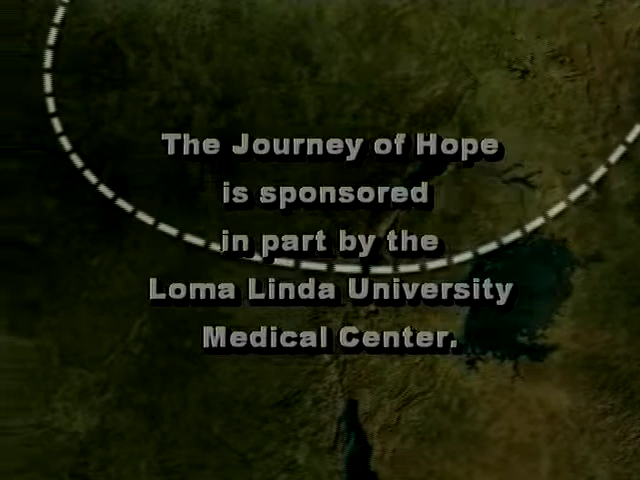 The Journey of Hope
is sponsored
in part by the
Loma Linda University
Medical Center.